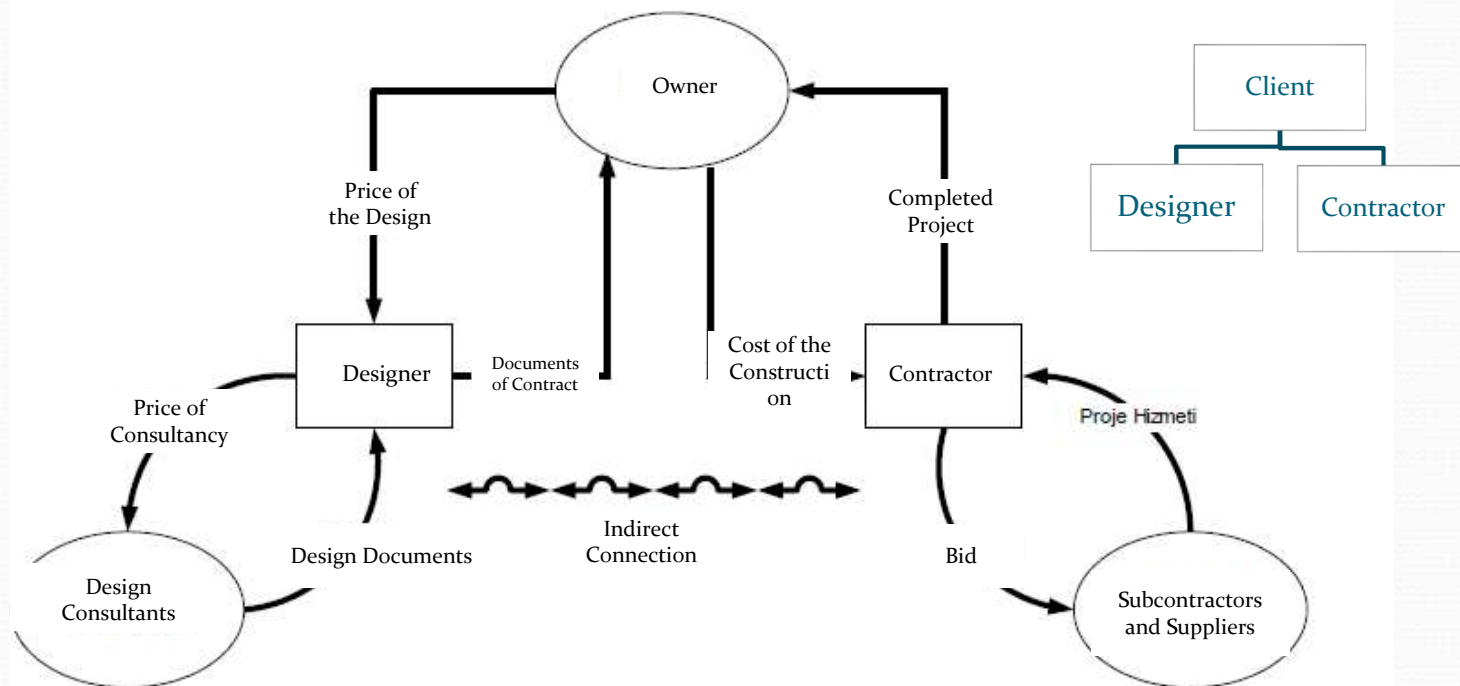 Owner
Client
Designer
Contractor
Price of
the Design
Completed
Project
Designer
Documents
of Contract
Cost of the
Constructi
on
Contractor
Price of
Consultancy
Proje Hizmeti
Design Documents
Indirect
Connection
Bid
Design
Consultants
Subcontractors
and Suppliers